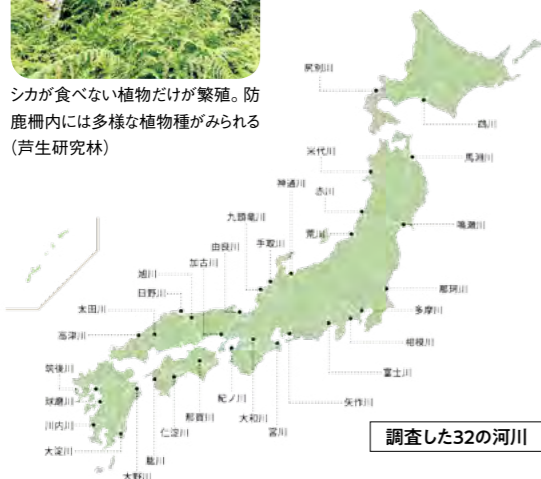 シカが食べない植物だけが繁殖。防
鹿柵内には多様な植物種がみられる
(芦生研究林)
尻別川
鵡川
米代川
馬淵川
神通川
赤川
九頭竜川
手取川
荒川
鳴瀬川
由良川
加古川
旭川
日野川
太田川
高津川
那珂川
多摩川
相模川
富士川
筑後川
球磨川
川内川
大淀川
大野川
肱川
仁淀川
那賀川
紀ノ川
大和川
宮川
矢作川
調査した32の河川